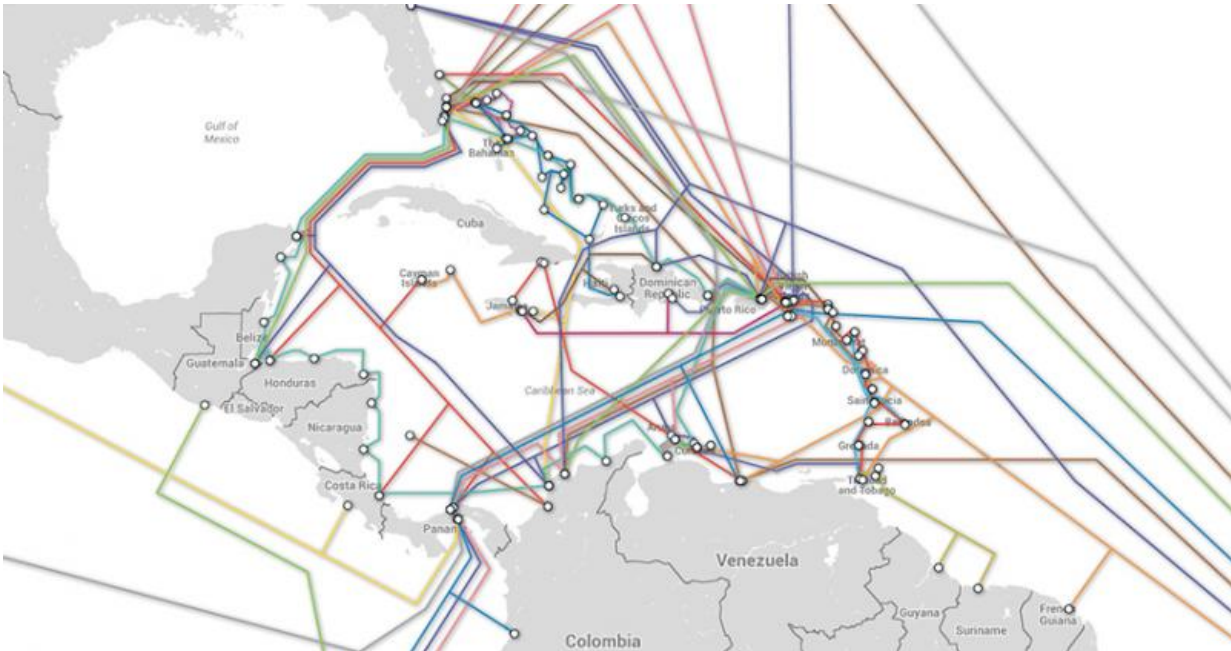 Gulf of
Mexico
The
Bahamas
Cuba
Turks and
Caicos
Islands
Cayman
Islands
Haiti
Dominican
Republic
Puerto Rico
Jamaica
Belize
Guatemala
Honduras
El Salvador
Nicaragua
Caribbean Sea
Dominica
Saint Lucia
Barbados
Grenada
Trinidad
and Tobago
Costa Rica
Panama
Venezuela
Colombia
Guyana
Suriname
French
Guiana